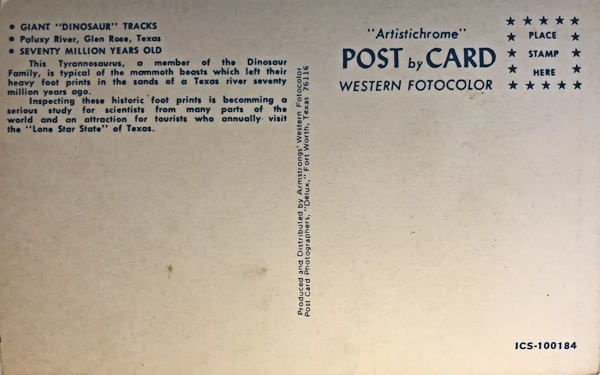 • GIANT "DINOSAUR" TRACKS
• Paluxy River, Glen Rose, Texas
• SEVENTY MILLION YEARS OLD
This Tyrannosaurus, a member of the Dinosaur
Family, is typical of the mammoth beasts which left their
heavy foot prints in the sands of a Texas river seventy
million years ago.
Inspecting these historic foot prints is becomming a
serious study for scientists from many parts of the
world and an attraction for tourists who annually visit
the "Lone Star State" of Texas.
Produced and Distributed by Armstrongs' Western Fotocolor
Post Card Photographers, "Delux," Fort Worth, Texas 76116
"Artistichrome"
POST by CARD
WESTERN FOTOCOLOR
PLACE
STAMP
HERE
ICS-100184